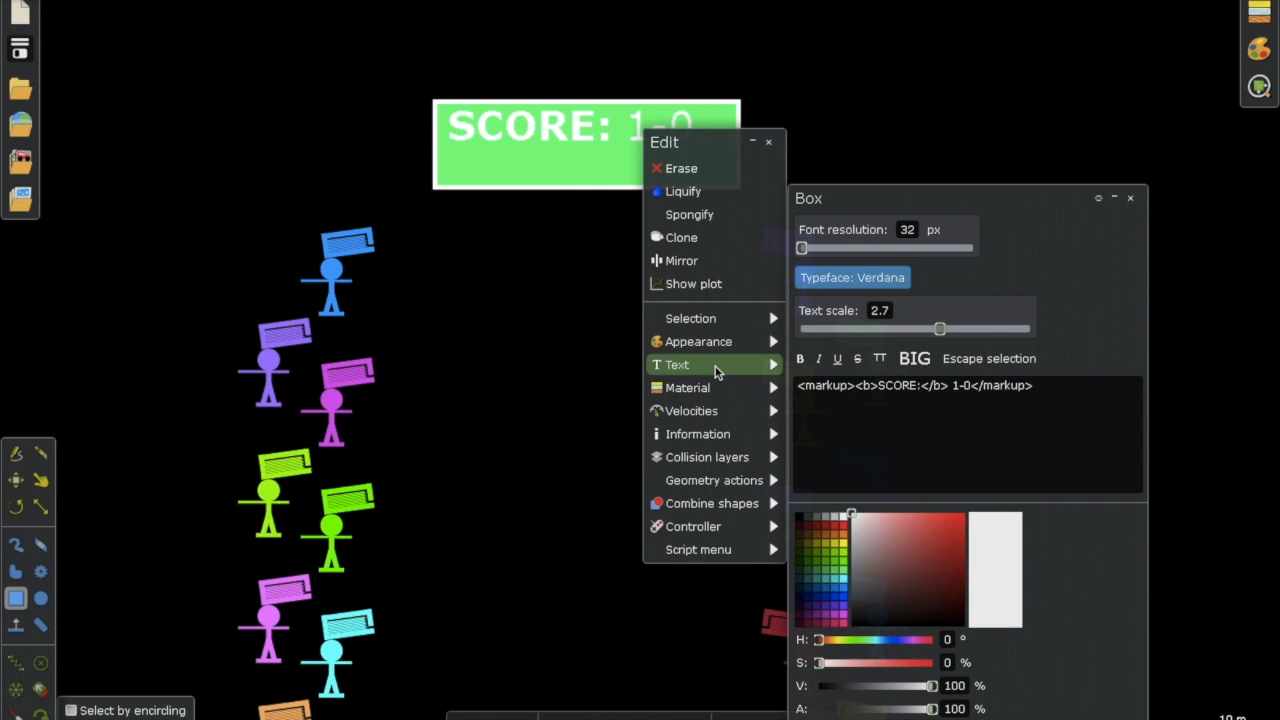 SCORE: 1-0
Edit
Erase
Liquify
Spongify
Clone
Mirror
Show plot
Selection
Appearance
T Text
Material
Velocities
Information
Collision layers
Geometry actions
Combine shapes
Controller
Script menu
Box
Font resolution: 32 px
Typeface: Verdana
Text scale: 2.7
B I U S TT BIG Escape selection
<markup><b>SCORE:</b> 1-0</markup>
H: 0 °
S: 0 %
V: 100 %
A: 100 %
Select by encircling